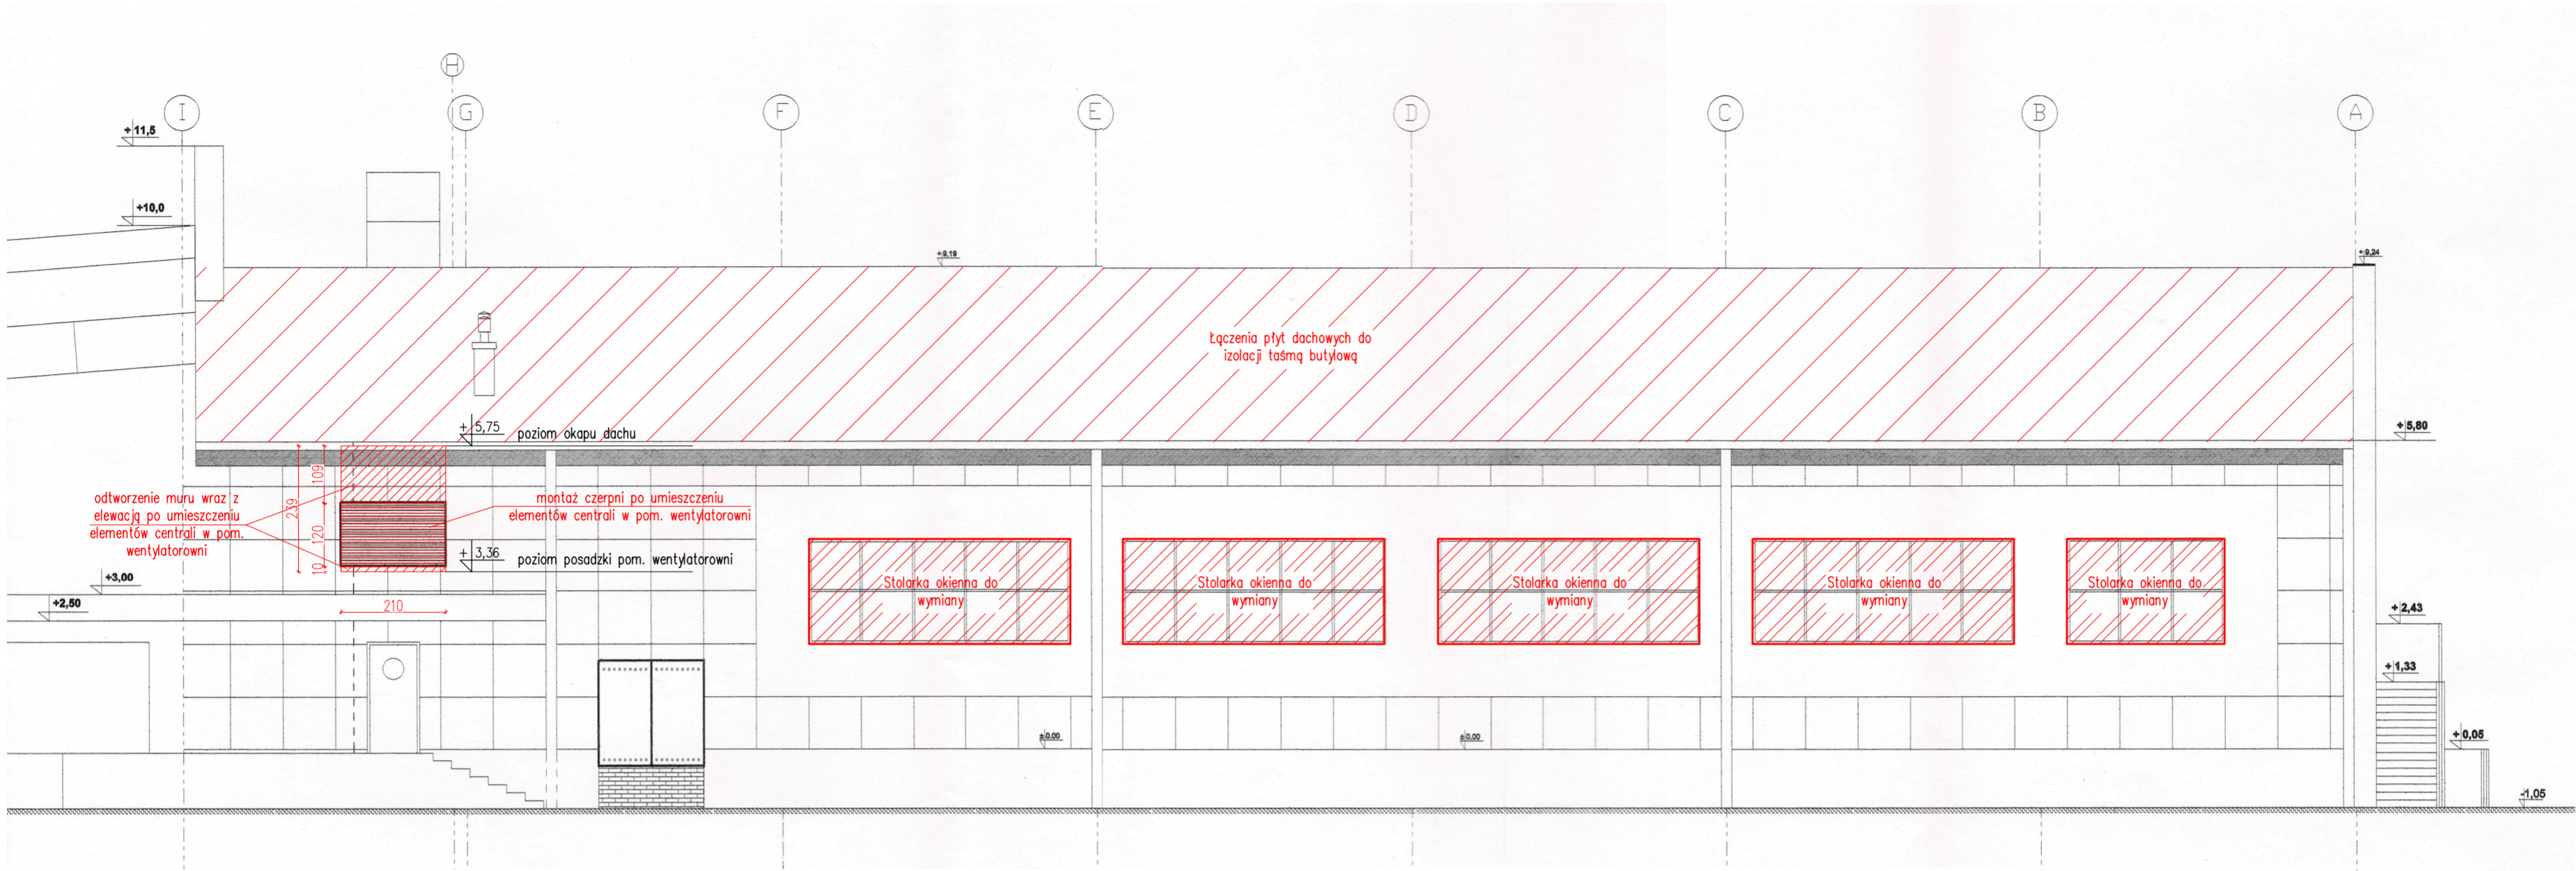 H
I
G
F
E
D
C
B
A
+11,5
+10,0
+9,19
+9,24
Łączenia płyt dachowych do
izolacji taśmą butylową
+5,75 poziom okapu dachu
+5,80
109
239
120
10
210
odtworzenie muru wraz z
elewacją po umieszczeniu
elementów centrali w pom.
wentylatorowni
montaż czerpni po umieszczeniu
elementów centrali w pom. wentylatorowni
+3,36 poziom posadzki pom. wentylatorowni
+3,00
+2,50
Stolarka okienna do
wymiany
Stolarka okienna do
wymiany
Stolarka okienna do
wymiany
Stolarka okienna do
wymiany
Stolarka okienna do
wymiany
+2,43
+1,33
±0.00
±0.00
+0,05
-1,05